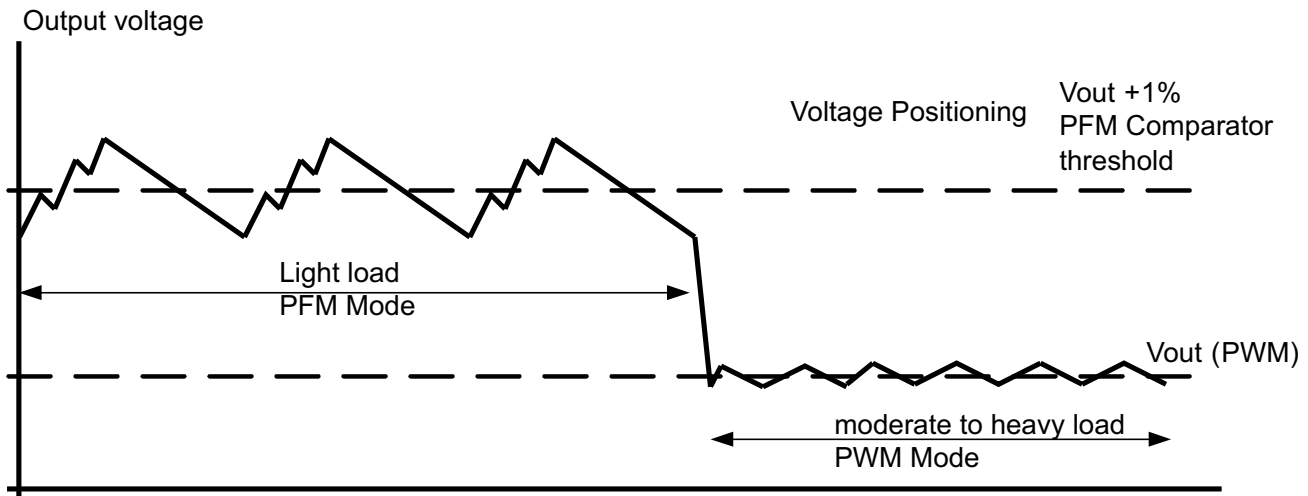 Output voltage
Voltage Positioning
Vout +1%
PFM Comparator
threshold
Light load
PFM Mode
Vout (PWM)
moderate to heavy load
PWM Mode